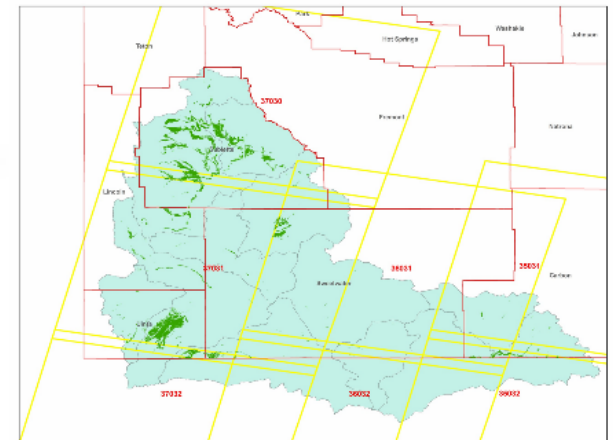 Park
Washakie
Hot Springs
Johnson
Teton
37030
Fremont
Natrona
Sublette
Lincoln
37031
36031
35031
Carbon
Sweetwater
Uinta
37032
36032